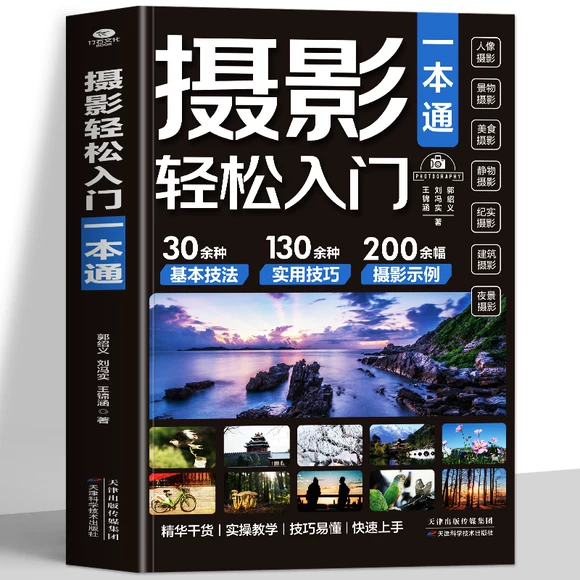 竹石文化
BOOK
摄影轻松入门
一本通
郭绍义 刘冯实 王锦涵 著
天津出版传媒集团
天津科学技术出版社
摄影
一本通
轻松入门
PHOTOGRAPHY
郭绍义
刘冯实 著
王锦涵
30余种
基本技法
130余种
实用技巧
200余幅
摄影示例
人像摄影
景物摄影
美食摄影
静物摄影
纪实摄影
建筑摄影
夜景摄影
精华干货 | 实操教学 | 技巧易懂 | 快速上手
天津出版传媒集团
天津科学技术出版社